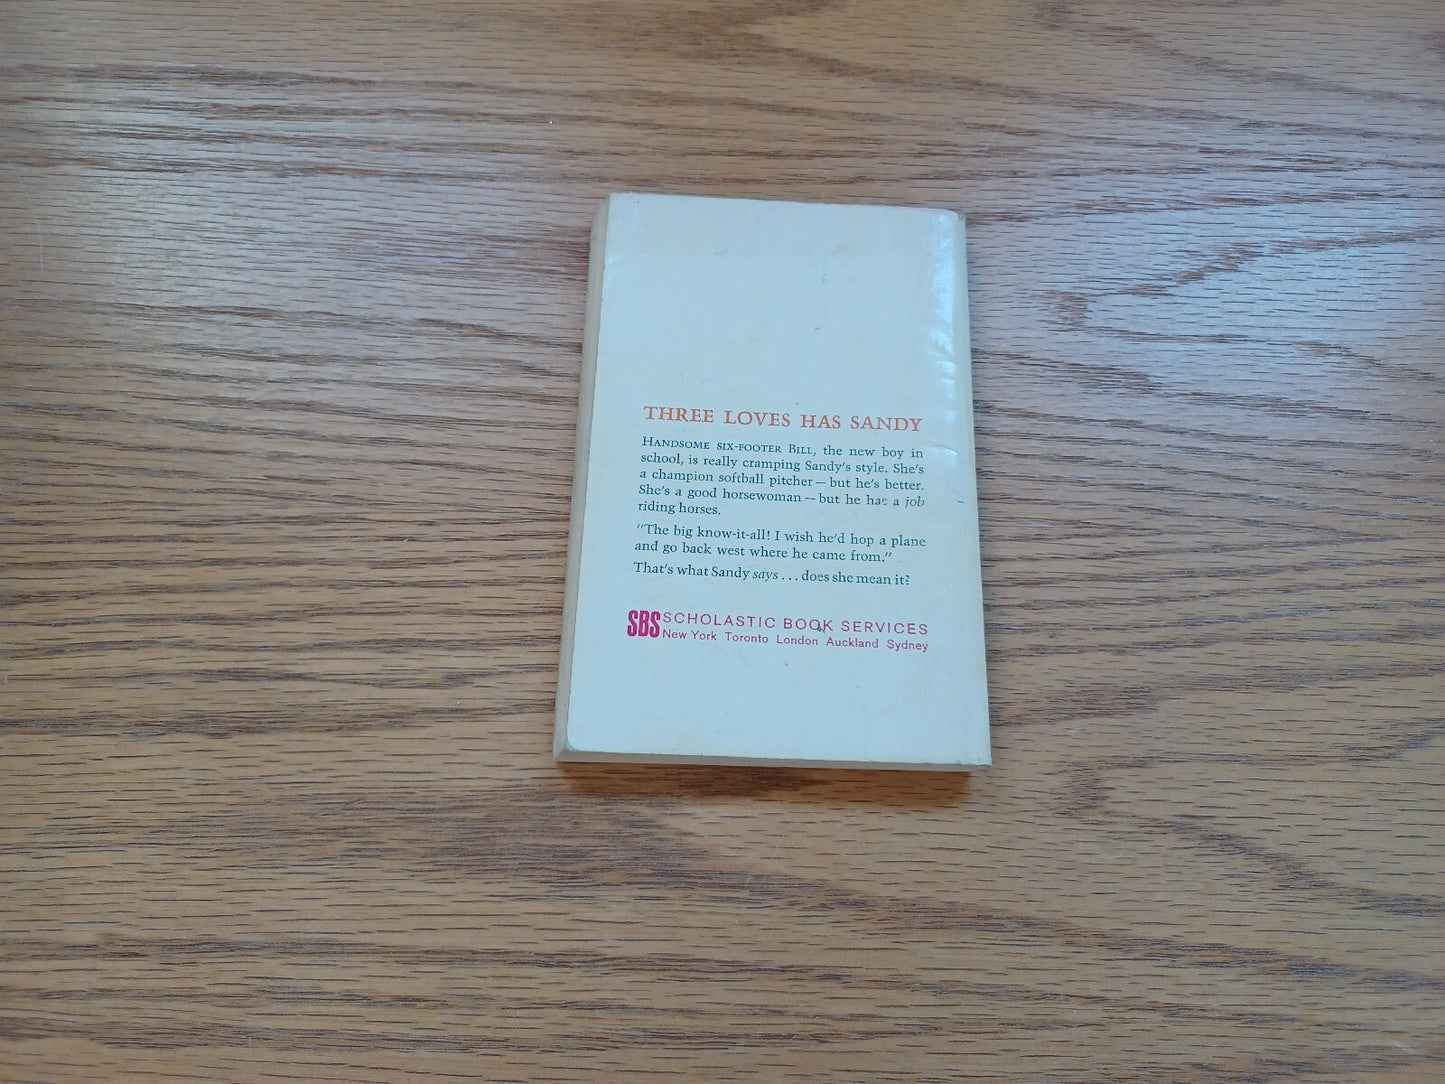 THREE LOVES HAS SANDY
HANDSOME SIX-FOOTER BILL, the new boy in
school, is really cramping Sandy's style. She's
a champion softball pitcher — but he's better.
She's a good horsewoman — but he has a job
riding horses.
"The big know-it-all! I wish he'd hop a plane
and go back west where he came from."
That's what Sandy says . . . does she mean it?
SBS SCHOLASTIC BOOK SERVICES
New York Toronto London Auckland Sydney